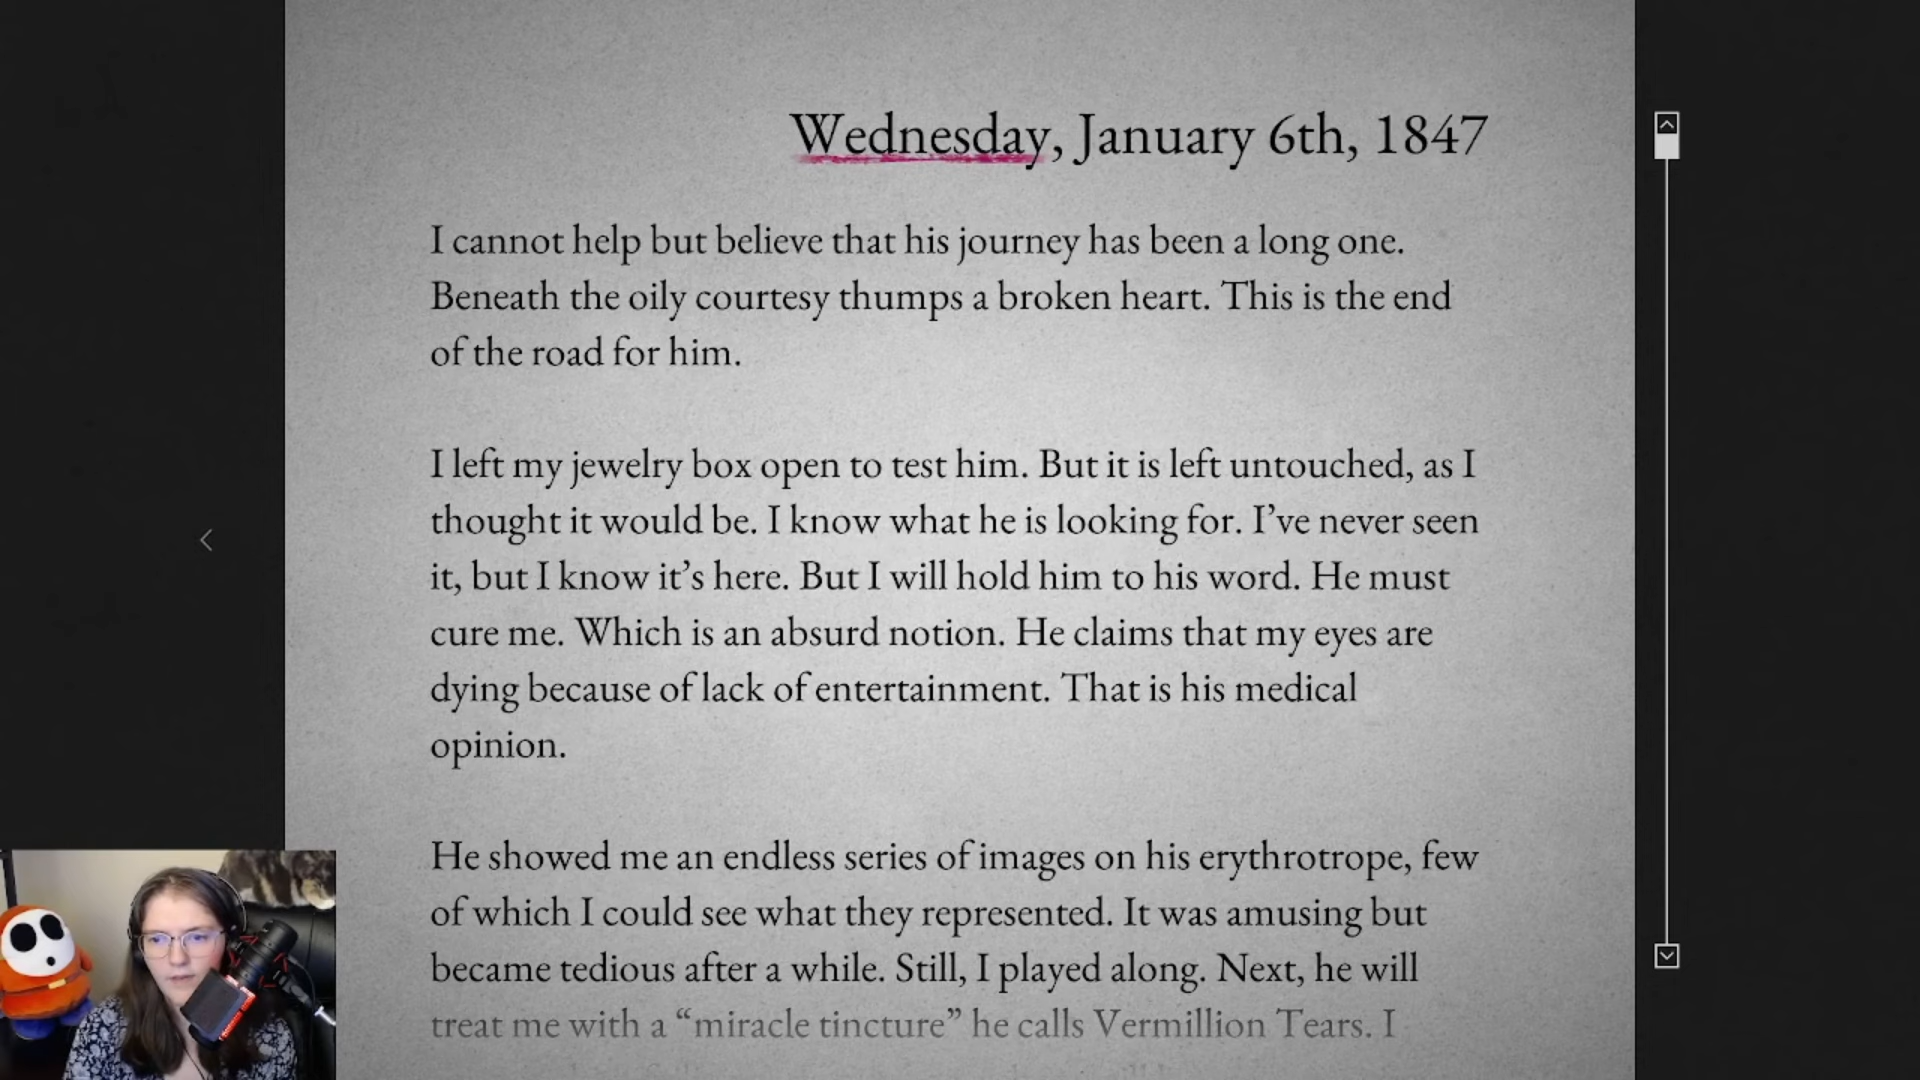 Wednesday, January 6th, 1847
I cannot help but believe that his journey has been a long one.
Beneath the oily courtesy thumps a broken heart. This is the end
of the road for him.
I left my jewelry box open to test him. But it is left untouched, as I
thought it would be. I know what he is looking for. I’ve never seen
it, but I know it’s here. But I will hold him to his word. He must
cure me. Which is an absurd notion. He claims that my eyes are
dying because of lack of entertainment. That is his medical
opinion.
He showed me an endless series of images on his erythrotrope, few
of which I could see what they represented. It was amusing but
became tedious after a while. Still, I played along. Next, he will
treat me with a “miracle tincture” he calls Vermillion Tears. I